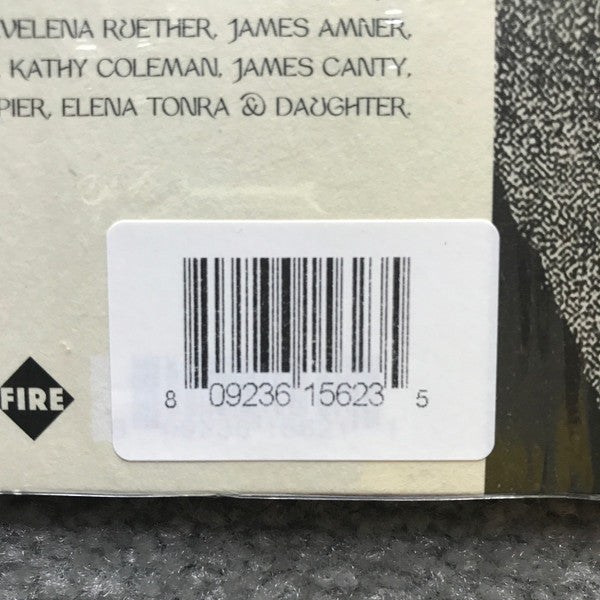 VELENA RUETHER, JAMES AMNER,
KATHY COLEMAN, JAMES CANTY,
PIER, ELENA TONRA & DAUGHTER.
FIRE
8 09236 15623 5